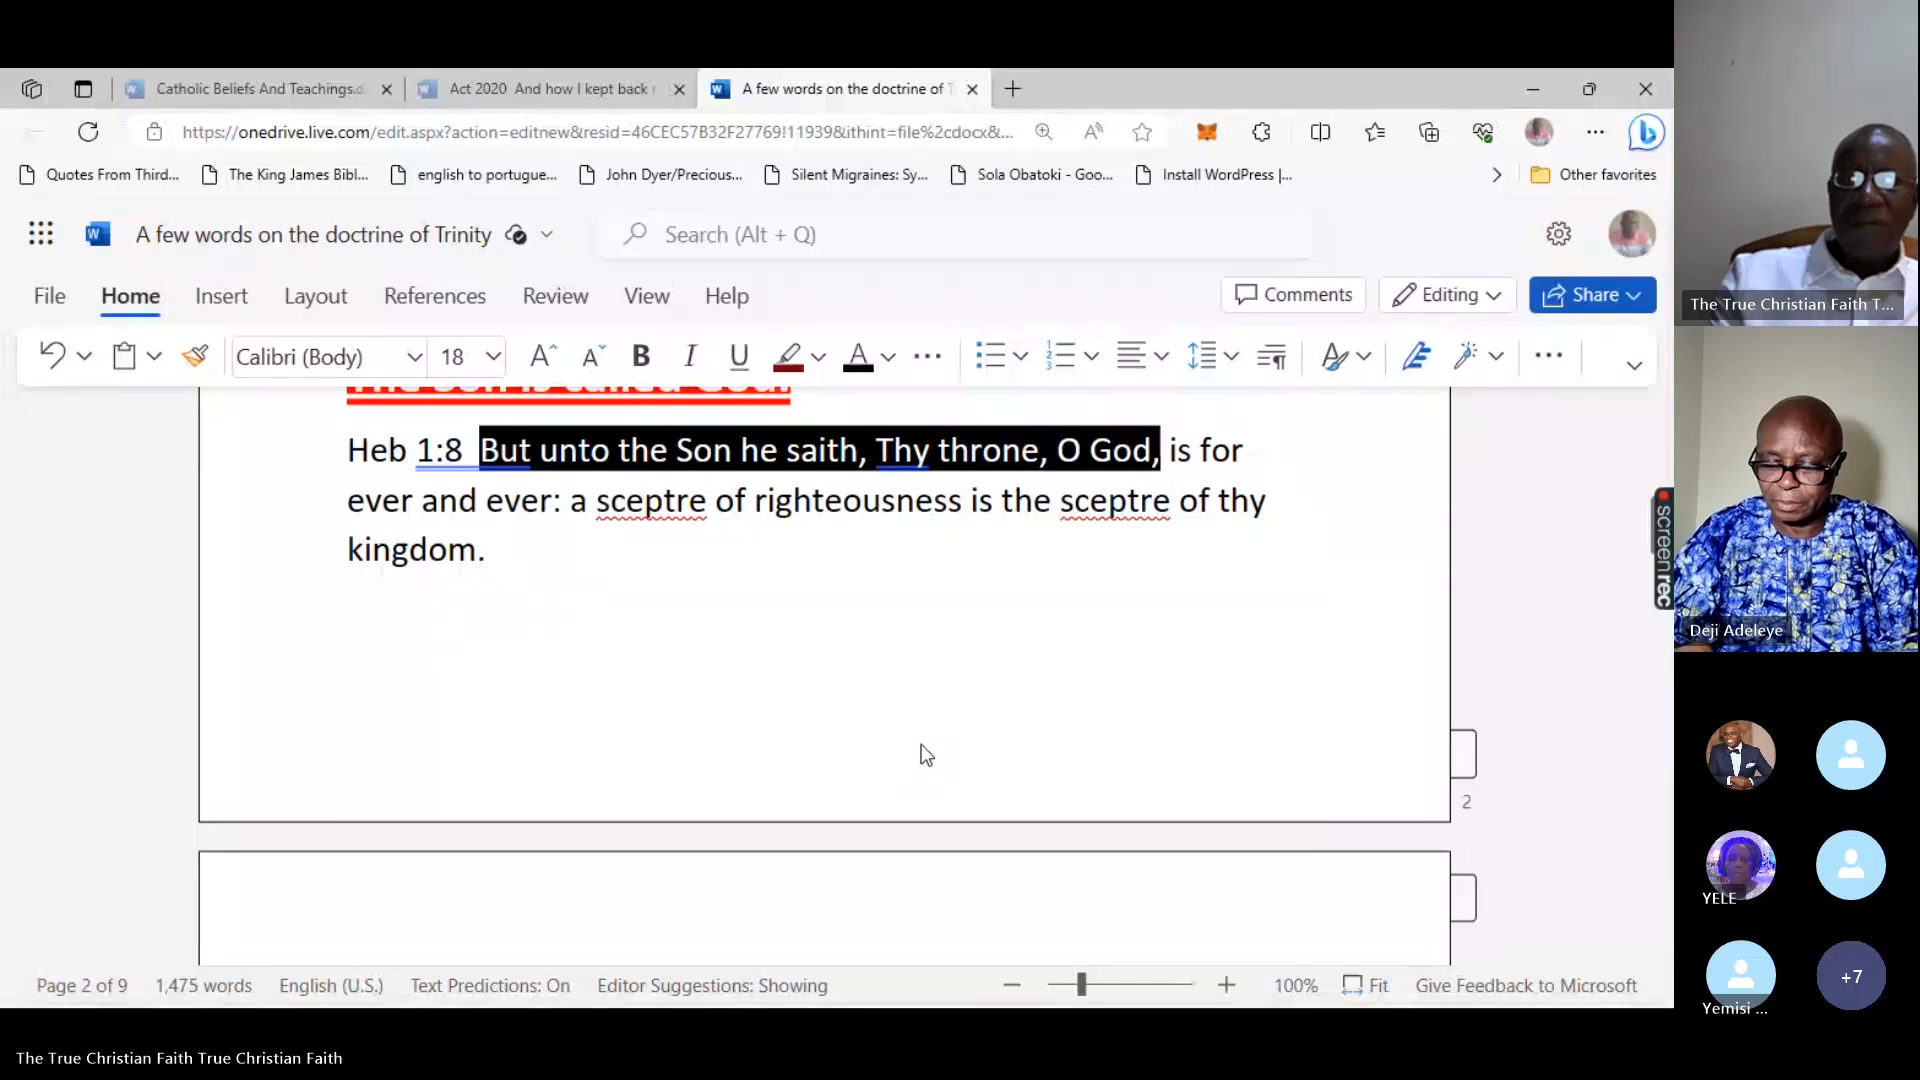 Catholic Beliefs And Teachings.d
Act 2020 And how I kept back r
A few words on the doctrine of T
https://onedrive.live.com/edit.aspx?action=editnew&resid=46CEC57B32F27769!11939&ithint=file%2cdocx&...
Quotes From Third...
The King James Bibl...
english to portugue...
John Dyer/Precious...
Silent Migraines: Sy...
Sola Obatoki - Goo...
Install WordPress |...
Other favorites
A few words on the doctrine of Trinity
Search (Alt + Q)
File Home Insert Layout References Review View Help
Comments
Editing
Share
Calibri (Body)
18
The Son is called God:
Heb 1:8 But unto the Son he saith, Thy throne, O God, is for
ever and ever: a sceptre of righteousness is the sceptre of thy
kingdom.
2
Page 2 of 9
1,475 words
English (U.S.)
Text Predictions: On
Editor Suggestions: Showing
100%
Fit
Give Feedback to Microsoft
screenrec
The True Christian Faith T...
Deji Adeleye
YELE
Yemisi ...
+7
The True Christian Faith True Christian Faith